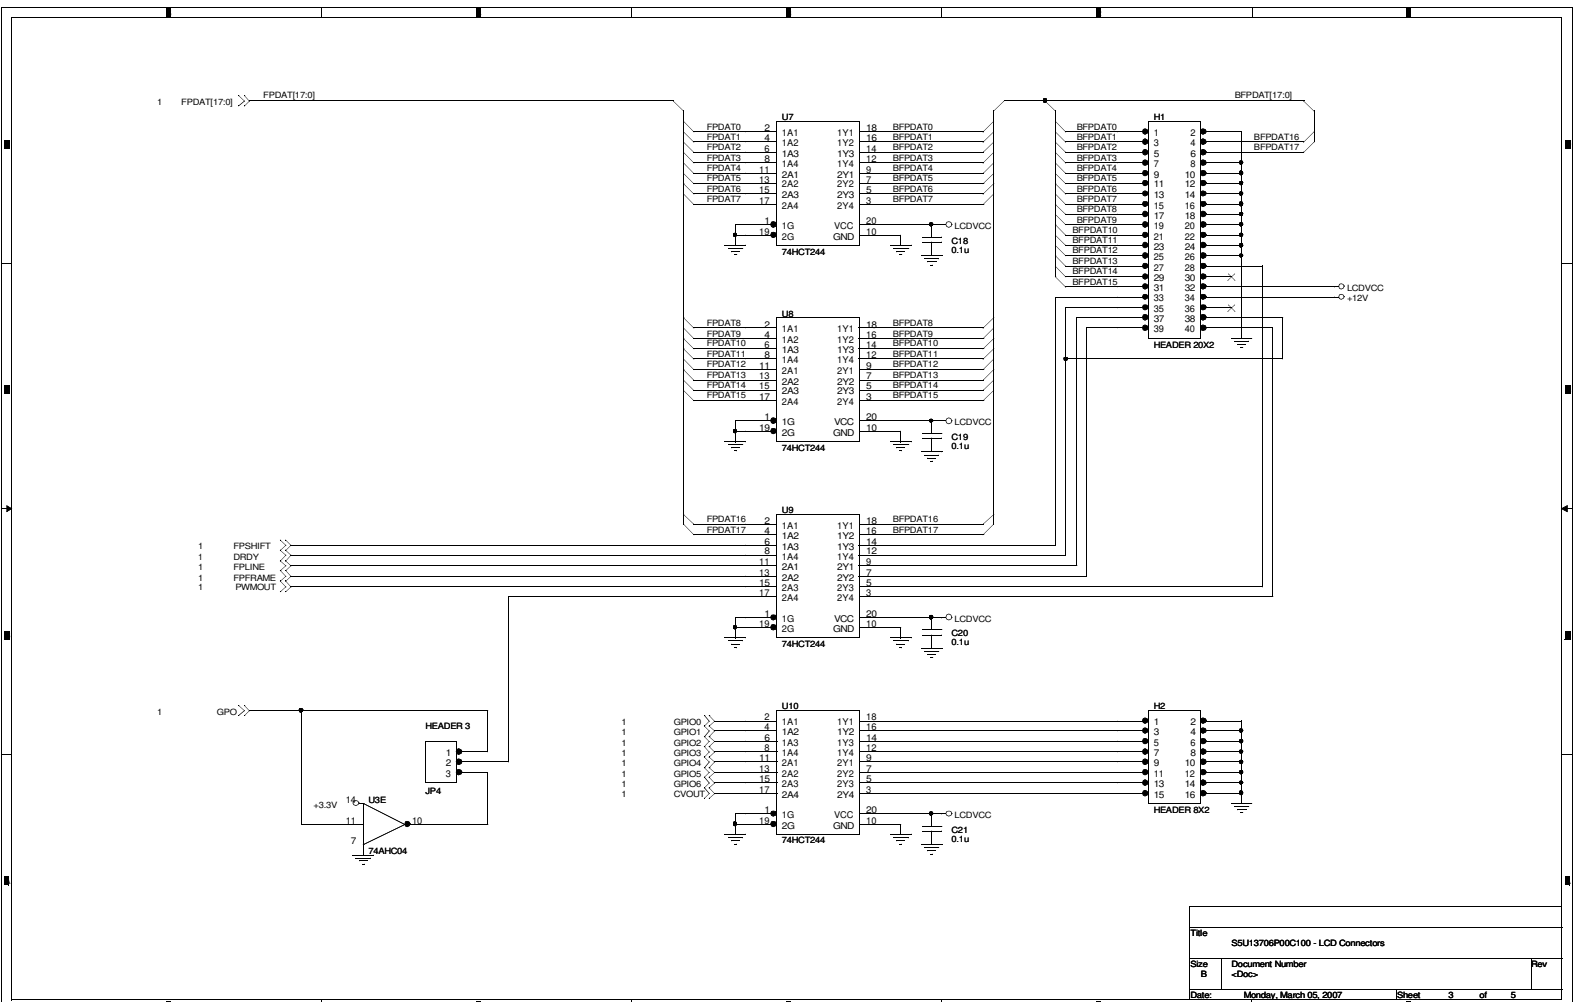 1 FPDAT[17:0] FPDAT[17:0] BFPDAT[17:0]
U7 H1
FPDAT0 2 1A1 1Y1 18 BFPDAT0 BFPDAT0 1 2
FPDAT1 4 1A2 1Y2 16 BFPDAT1 BFPDAT1 3 4 BFPDAT16
FPDAT2 6 1A3 1Y3 14 BFPDAT2 BFPDAT2 5 6 BFPDAT17
FPDAT3 8 1A4 1Y4 12 BFPDAT3 BFPDAT3 7 8
FPDAT4 11 2A1 2Y1 9 BFPDAT4 BFPDAT4 9 10
FPDAT5 13 2A2 2Y2 7 BFPDAT5 BFPDAT5 11 12
FPDAT6 15 2A3 2Y3 5 BFPDAT6 BFPDAT6 13 14
FPDAT7 17 2A4 2Y4 3 BFPDAT7 BFPDAT7 15 16
BFPDAT8 17 18
1 1G VCC 20 LCDVCC BFPDAT9 19 20
19 2G GND 10 C18 BFPDAT10 21 22
74HCT244 0.1u BFPDAT11 23 24
BFPDAT12 25 26
BFPDAT13 27 28
BFPDAT14 29 30
BFPDAT15 31 32 LCDVCC
33 34 +12V
35 36
37 38
39 40
HEADER 20X2
U8
FPDAT8 2 1A1 1Y1 18 BFPDAT8
FPDAT9 4 1A2 1Y2 16 BFPDAT9
FPDAT10 6 1A3 1Y3 14 BFPDAT10
FPDAT11 8 1A4 1Y4 12 BFPDAT11
FPDAT12 11 2A1 2Y1 9 BFPDAT12
FPDAT13 13 2A2 2Y2 7 BFPDAT13
FPDAT14 15 2A3 2Y3 5 BFPDAT14
FPDAT15 17 2A4 2Y4 3 BFPDAT15
1 1G VCC 20 LCDVCC
19 2G GND 10 C19
74HCT244 0.1u
U9
FPDAT16 2 1A1 1Y1 18 BFPDAT16
FPDAT17 4 1A2 1Y2 16 BFPDAT17
1 FPSHIFT 6 1A3 1Y3 14
1 DRDY 8 1A4 1Y4 12
1 FPLINE 11 2A1 2Y1 9
1 FPFRAME 13 2A2 2Y2 7
1 PWMOUT 15 2A3 2Y3 5
17 2A4 2Y4 3
1 1G VCC 20 LCDVCC
19 2G GND 10 C20
74HCT244 0.1u
1 GPO
HEADER 3
1
2
3
JP4
+3.3V 14 U3E
11 10
7
74AHC04
U10 H2
1 GPIO0 2 1A1 1Y1 18 1 2
1 GPIO1 4 1A2 1Y2 16 3 4
1 GPIO2 6 1A3 1Y3 14 5 6
1 GPIO3 8 1A4 1Y4 12 7 8
1 GPIO4 11 2A1 2Y1 9 9 10
1 GPIO5 13 2A2 2Y2 7 11 12
1 GPIO6 15 2A3 2Y3 5 13 14
1 CVOUT 17 2A4 2Y4 3 15 16
HEADER 8X2
1 1G VCC 20 LCDVCC
19 2G GND 10 C21
74HCT244 0.1u
Title
S5U13706P00C100 - LCD Connectors
Size Document Number Rev
B <Doc>
Date: Monday, March 05, 2007 Sheet 3 of 5